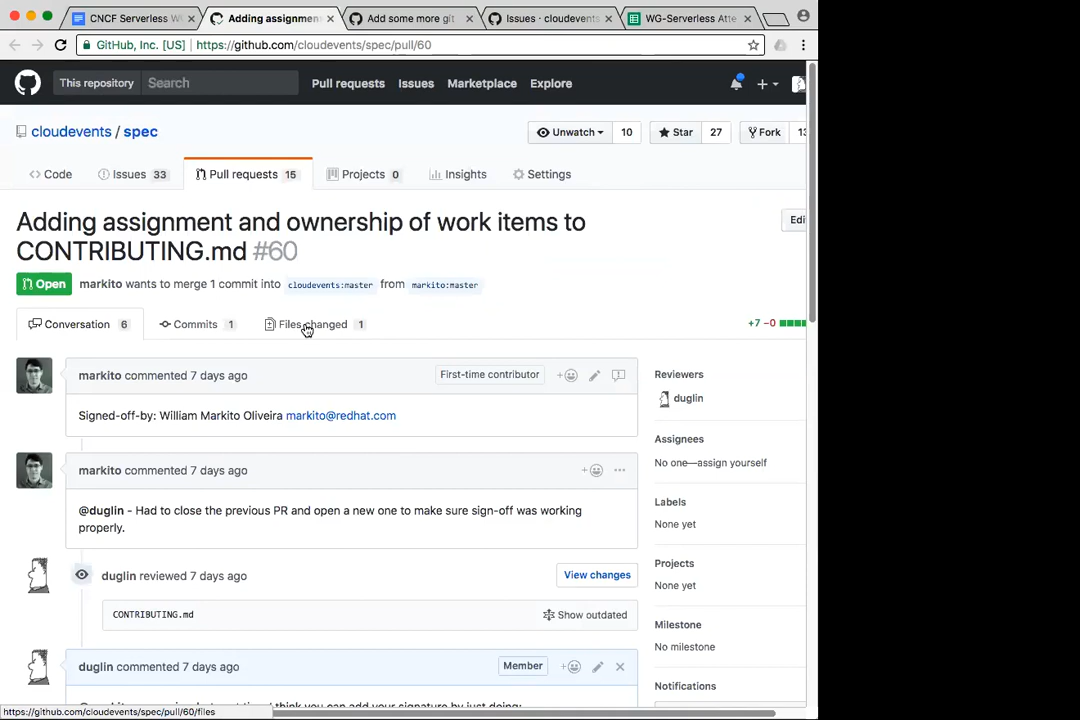 CNCF Serverless W
Adding assignmen
Add some more git
Issues · cloudevents
WG-Serverless Atte
GitHub, Inc. [US]
https://github.com/cloudevents/spec/pull/60
This repository
Search
Pull requests
Issues
Marketplace
Explore
cloudevents / spec
Unwatch
10
Star
27
Fork
Code
Issues 33
Pull requests 15
Projects 0
Insights
Settings
Adding assignment and ownership of work items to
CONTRIBUTING.md #60
Open
markito wants to merge 1 commit into cloudevents:master from markito:master
Conversation 6
Commits 1
Files changed 1
+7 −0
markito commented 7 days ago
First-time contributor
Signed-off-by: William Markito Oliveira markito@redhat.com
markito commented 7 days ago
@duglin - Had to close the previous PR and open a new one to make sure sign-off was working
properly.
duglin reviewed 7 days ago
View changes
CONTRIBUTING.md
Show outdated
duglin commented 7 days ago
Member
Reviewers
duglin
Assignees
No one—assign yourself
Labels
None yet
Projects
None yet
Milestone
No milestone
Notifications
https://github.com/cloudevents/spec/pull/60/files